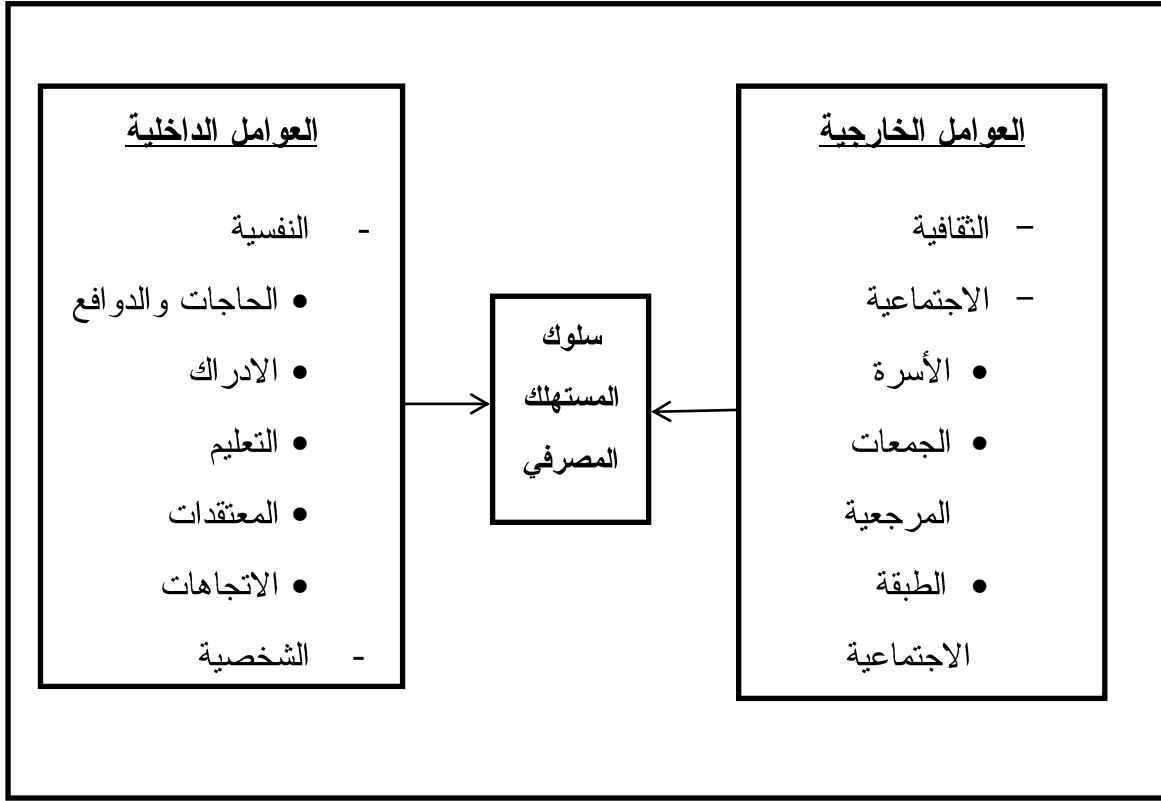 العوامل الخارجية
– الثقافية
– الاجتماعية
• الأسرة
• الجمعات
المرجعية
• الطبقة
الاجتماعية
سلوك
المستهلك
المصرفي
العوامل الداخلية
- النفسية
• الحاجات والدوافع
• الادراك
• التعليم
• المعتقدات
• الاتجاهات
- الشخصية